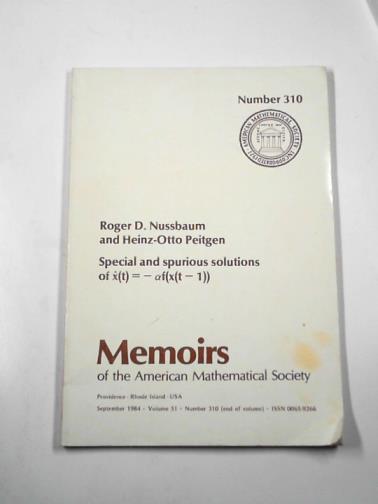 Number 310
AMERICAN MATHEMATICAL SOCIETY
Roger D. Nussbaum
and Heinz-Otto Peitgen
Special and spurious solutions
of ẋ(t) = − αf(x(t − 1))
Memoirs
of the American Mathematical Society
Providence · Rhode Island · USA
September 1984 · Volume 51 · Number 310 (end of volume) · ISSN 0065-9266